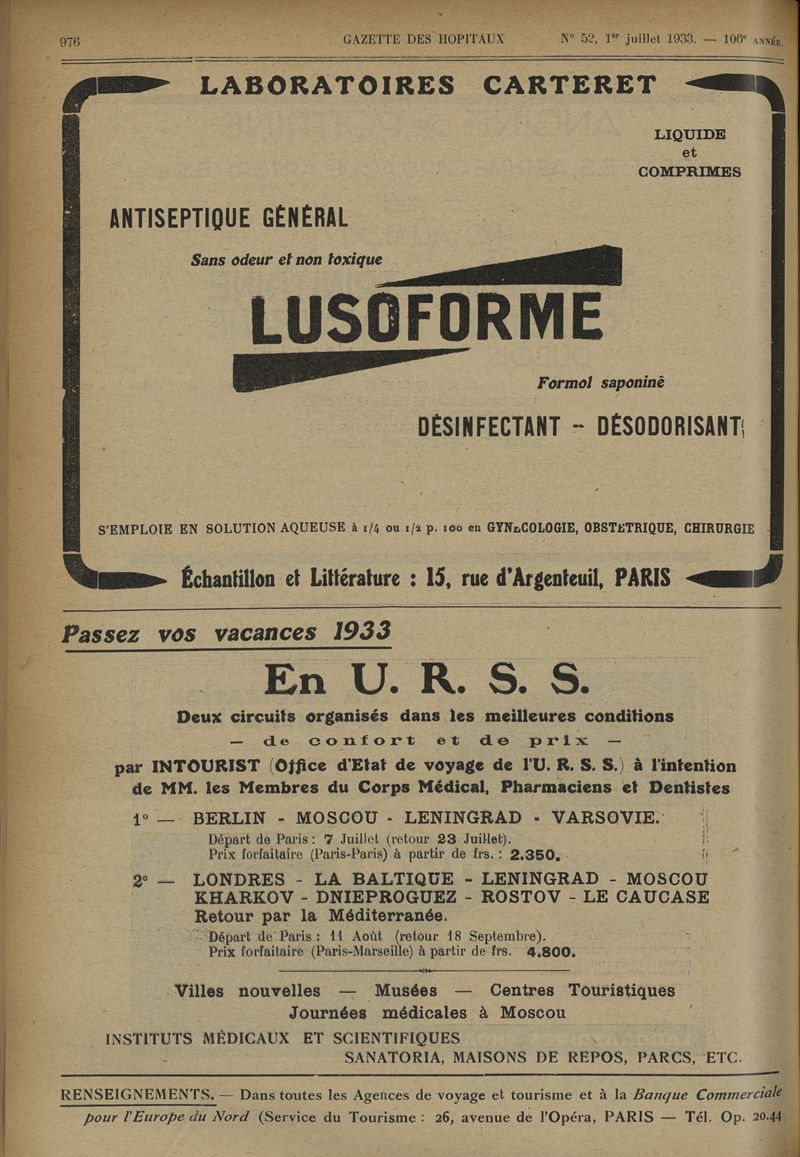 976 GAZETTE DES HOPITAUX N° 52, 1er juillet 1933. — 106e ANNÉE.
LABORATOIRES CARTERET
LIQUIDE
et
COMPRIMES
ANTISEPTIQUE GÉNÉRAL
Sans odeur et non toxique
LUSOFORME
Formol saponiné
DÉSINFECTANT -- DÉSODORISANT
S'EMPLOIE EN SOLUTION AQUEUSE à 1/4 ou 1/2 p. 100 en GYNÉCOLOGIE, OBSTÉTRIQUE, CHIRURGIE
Échantillon et Littérature : 15, rue d'Argenteuil, PARIS
Passez vos vacances 1933
En U. R. S. S.
Deux circuits organisés dans les meilleures conditions
— de confort et de prix —
par INTOURIST (Office d'Etat de voyage de l'U. R. S. S.) à l'intention
de MM. les Membres du Corps Médical, Pharmaciens et Dentistes
1° — BERLIN - MOSCOU - LENINGRAD - VARSOVIE.
Départ de Paris : 7 Juillet (retour 23 Juillet).
Prix forfaitaire (Paris-Paris) à partir de frs. : 2.350.
2° — LONDRES - LA BALTIQUE - LENINGRAD - MOSCOU
KHARKOV - DNIEPROGUEZ - ROSTOV - LE CAUCASE
Retour par la Méditerranée.
Départ de Paris : 11 Août (retour 18 Septembre).
Prix forfaitaire (Paris-Marseille) à partir de frs. 4.800.
Villes nouvelles — Musées — Centres Touristiques
Journées médicales à Moscou
INSTITUTS MÉDICAUX ET SCIENTIFIQUES
SANATORIA, MAISONS DE REPOS, PARCS, ETC.
RENSEIGNEMENTS. — Dans toutes les Agences de voyage et tourisme et à la Banque Commerciale
pour l'Europe du Nord (Service du Tourisme : 26, avenue de l'Opéra, PARIS — Tél. Op. 20-44